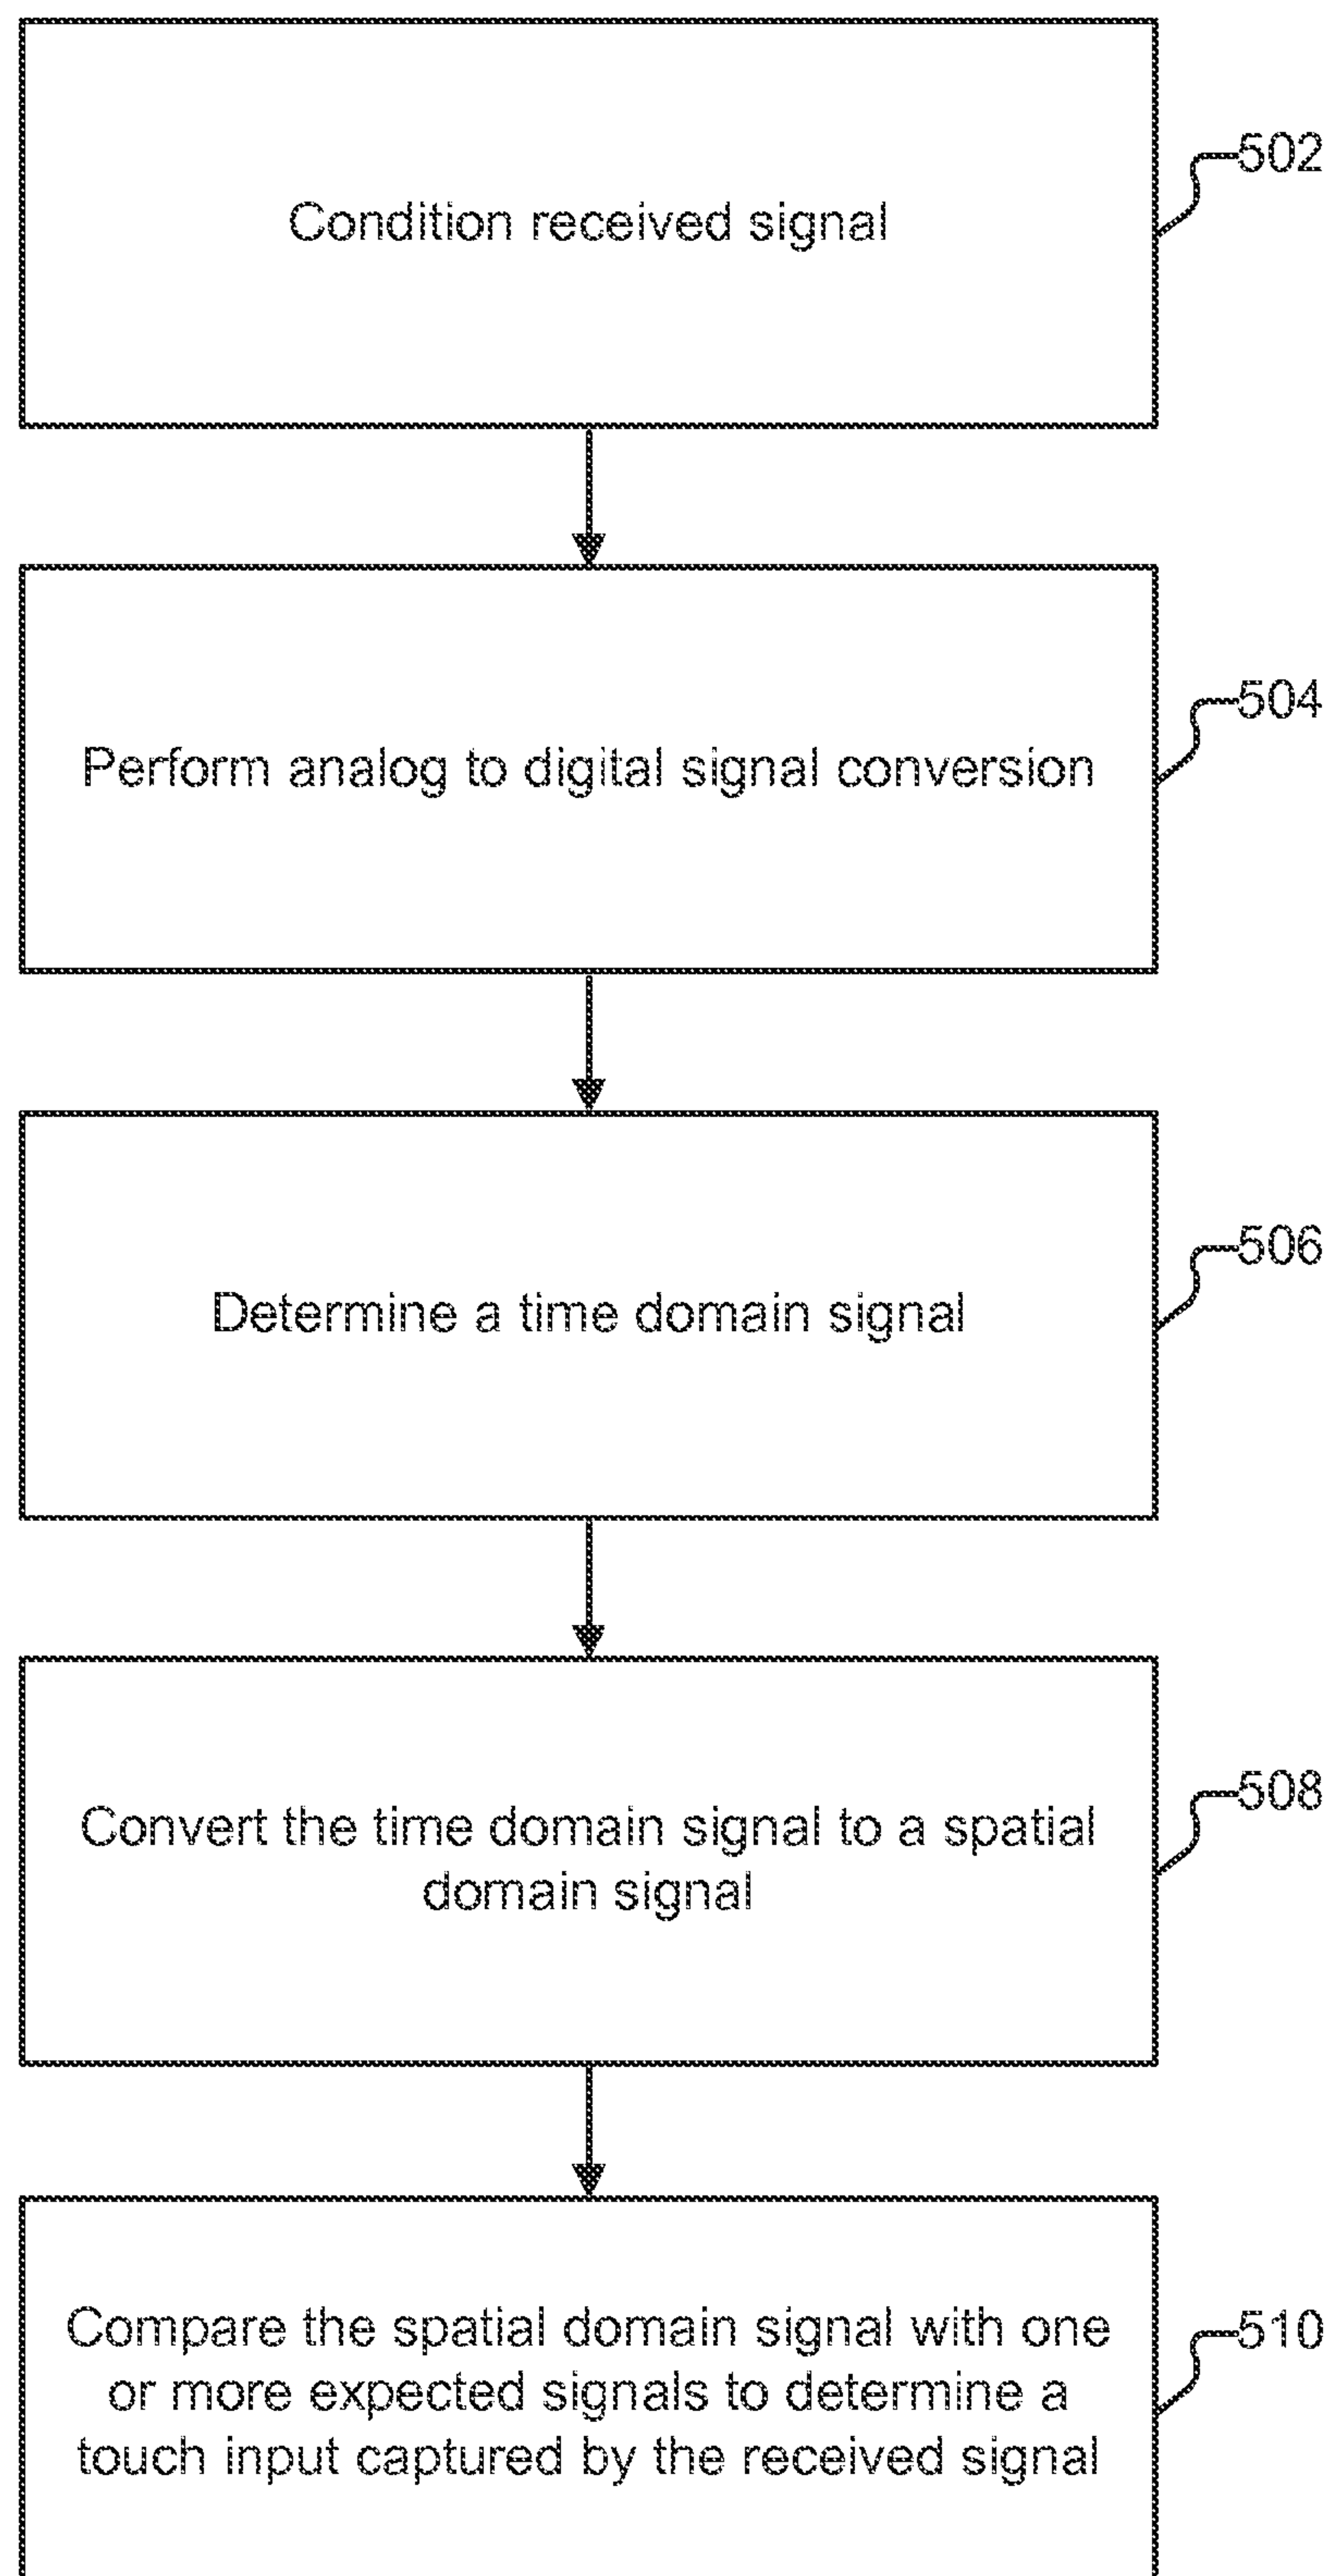 Condition received signal
502
Perform analog to digital signal conversion
504
Determine a time domain signal
506
Convert the time domain signal to a spatial
domain signal
508
Compare the spatial domain signal with one
or more expected signals to determine a
touch input captured by the received signal
510